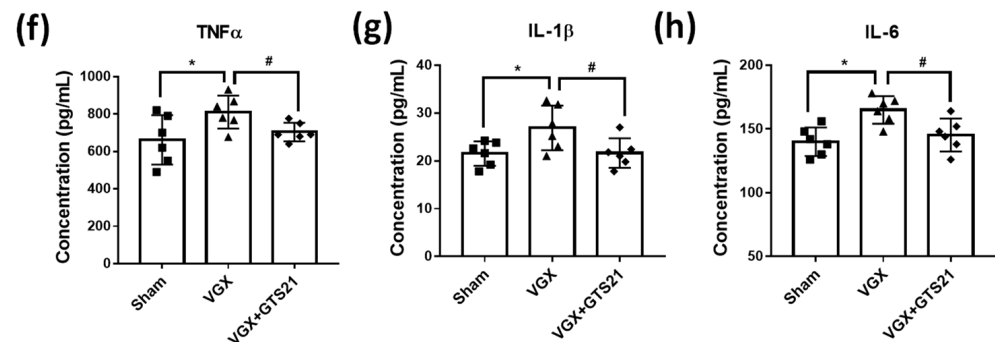 (f)
TNFα
Concentration (pg/mL)
1000
800
600
400
200
0
*
#
Sham
VGX
VGX+GTS21
(g)
IL-1β
Concentration (pg/mL)
40
30
20
10
0
*
#
Sham
VGX
VGX+GTS21
(h)
IL-6
Concentration (pg/mL)
200
150
100
50
*
#
Sham
VGX
VGX+GTS21